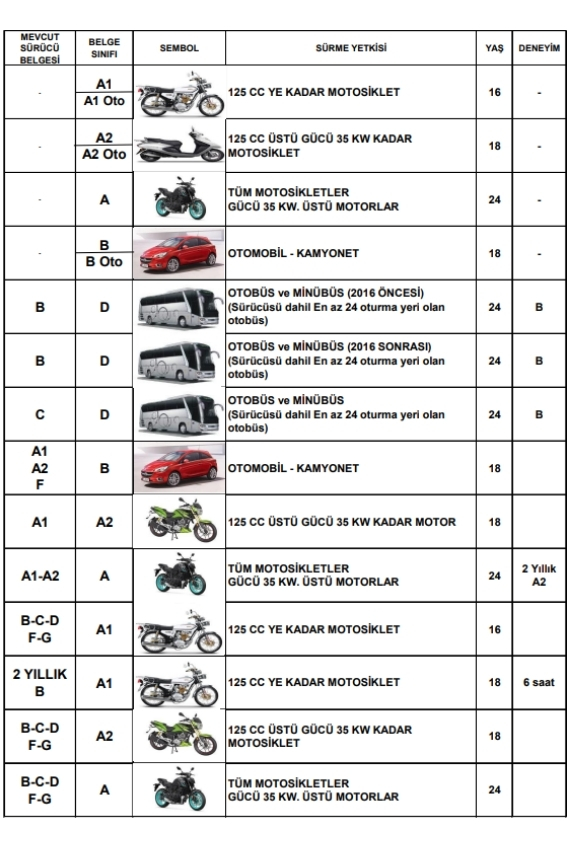 MEVCUT
SÜRÜCÜ
BELGESİ
BELGE
SINIFI
SEMBOL
SÜRME YETKİSİ
YAŞ
DENEYİM
-
A1
A1 Oto
125 CC YE KADAR MOTOSİKLET
16
-
-
A2
A2 Oto
125 CC ÜSTÜ GÜCÜ 35 KW KADAR
MOTOSİKLET
18
-
-
A
TÜM MOTOSİKLETLER
GÜCÜ 35 KW. ÜSTÜ MOTORLAR
24
-
-
B
B Oto
OTOMOBİL - KAMYONET
18
-
B
D
OTOBÜS ve MİNÜBÜS (2016 ÖNCESİ)
(Sürücüsü dahil En az 24 oturma yeri olan
otobüs)
24
B
B
D
OTOBÜS ve MİNÜBÜS (2016 SONRASI)
(Sürücüsü dahil En az 24 oturma yeri olan
otobüs)
24
B
C
D
OTOBÜS ve MİNÜBÜS
(Sürücüsü dahil En az 24 oturma yeri olan
otobüs)
24
B
A1
A2
F
B
OTOMOBİL - KAMYONET
18
A1
A2
125 CC ÜSTÜ GÜCÜ 35 KW KADAR MOTOR
18
A1-A2
A
TÜM MOTOSİKLETLER
GÜCÜ 35 KW. ÜSTÜ MOTORLAR
24
2 Yıllık
A2
B-C-D
F-G
A1
125 CC YE KADAR MOTOSİKLET
16
2 YILLIK
B
A1
125 CC YE KADAR MOTOSİKLET
18
6 saat
B-C-D
F-G
A2
125 CC ÜSTÜ GÜCÜ 35 KW KADAR
MOTOSİKLET
18
B-C-D
F-G
A
TÜM MOTOSİKLETLER
GÜCÜ 35 KW. ÜSTÜ MOTORLAR
24